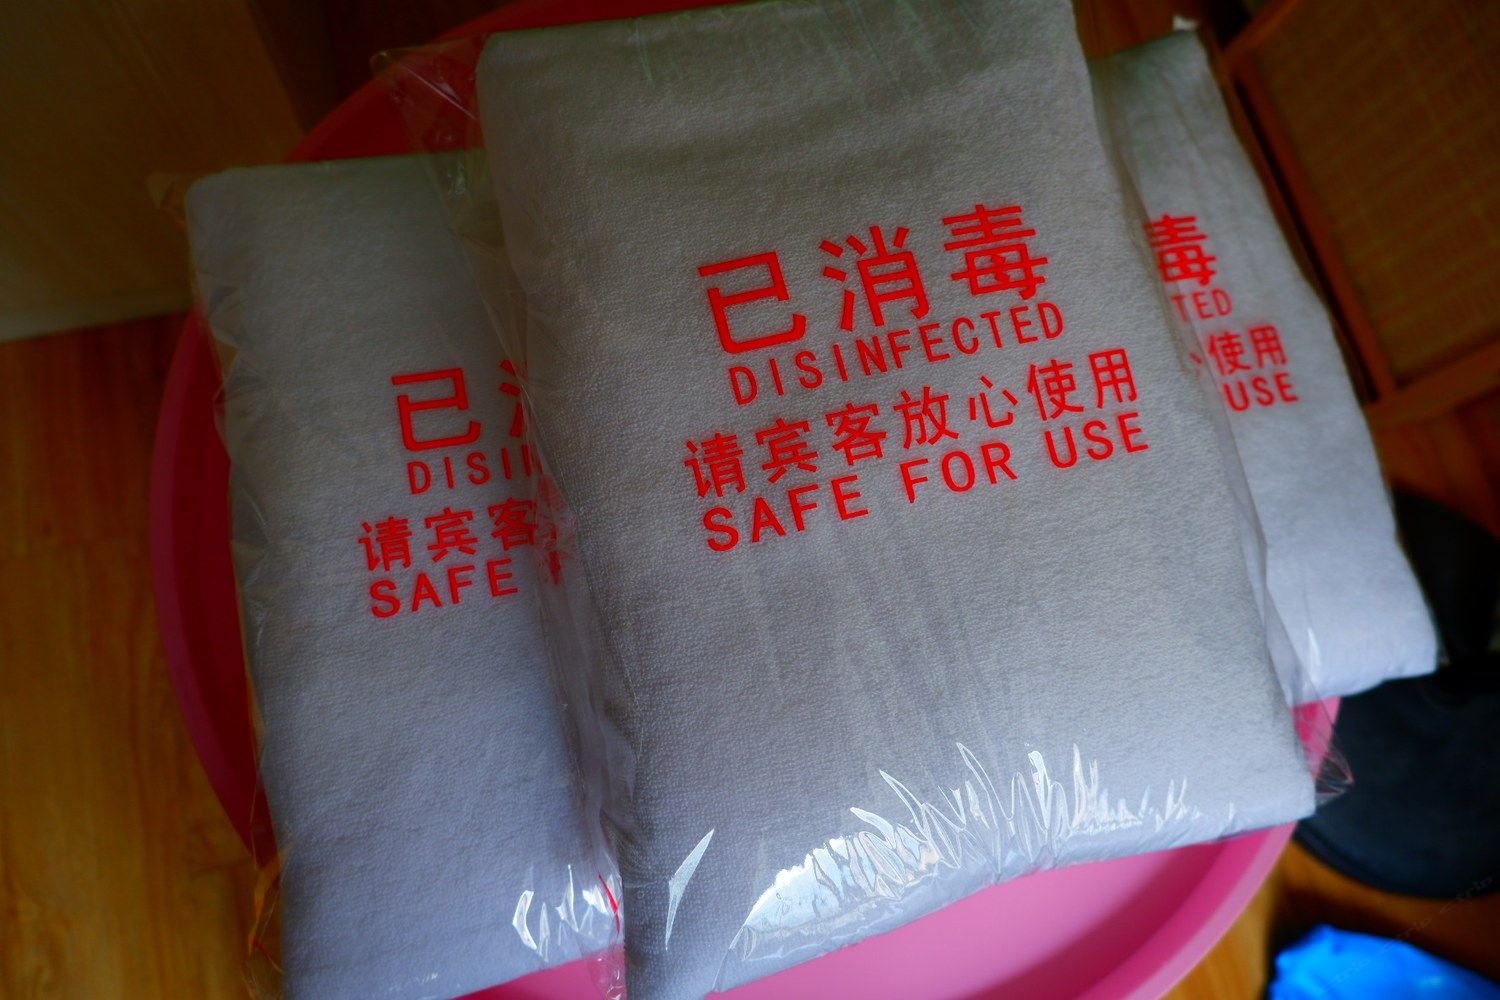 已消毒
DISINFECTED
请宾客放心使用
SAFE FOR USE
已
DISIN
请宾客
SAFE
毒
TED
使用
USE